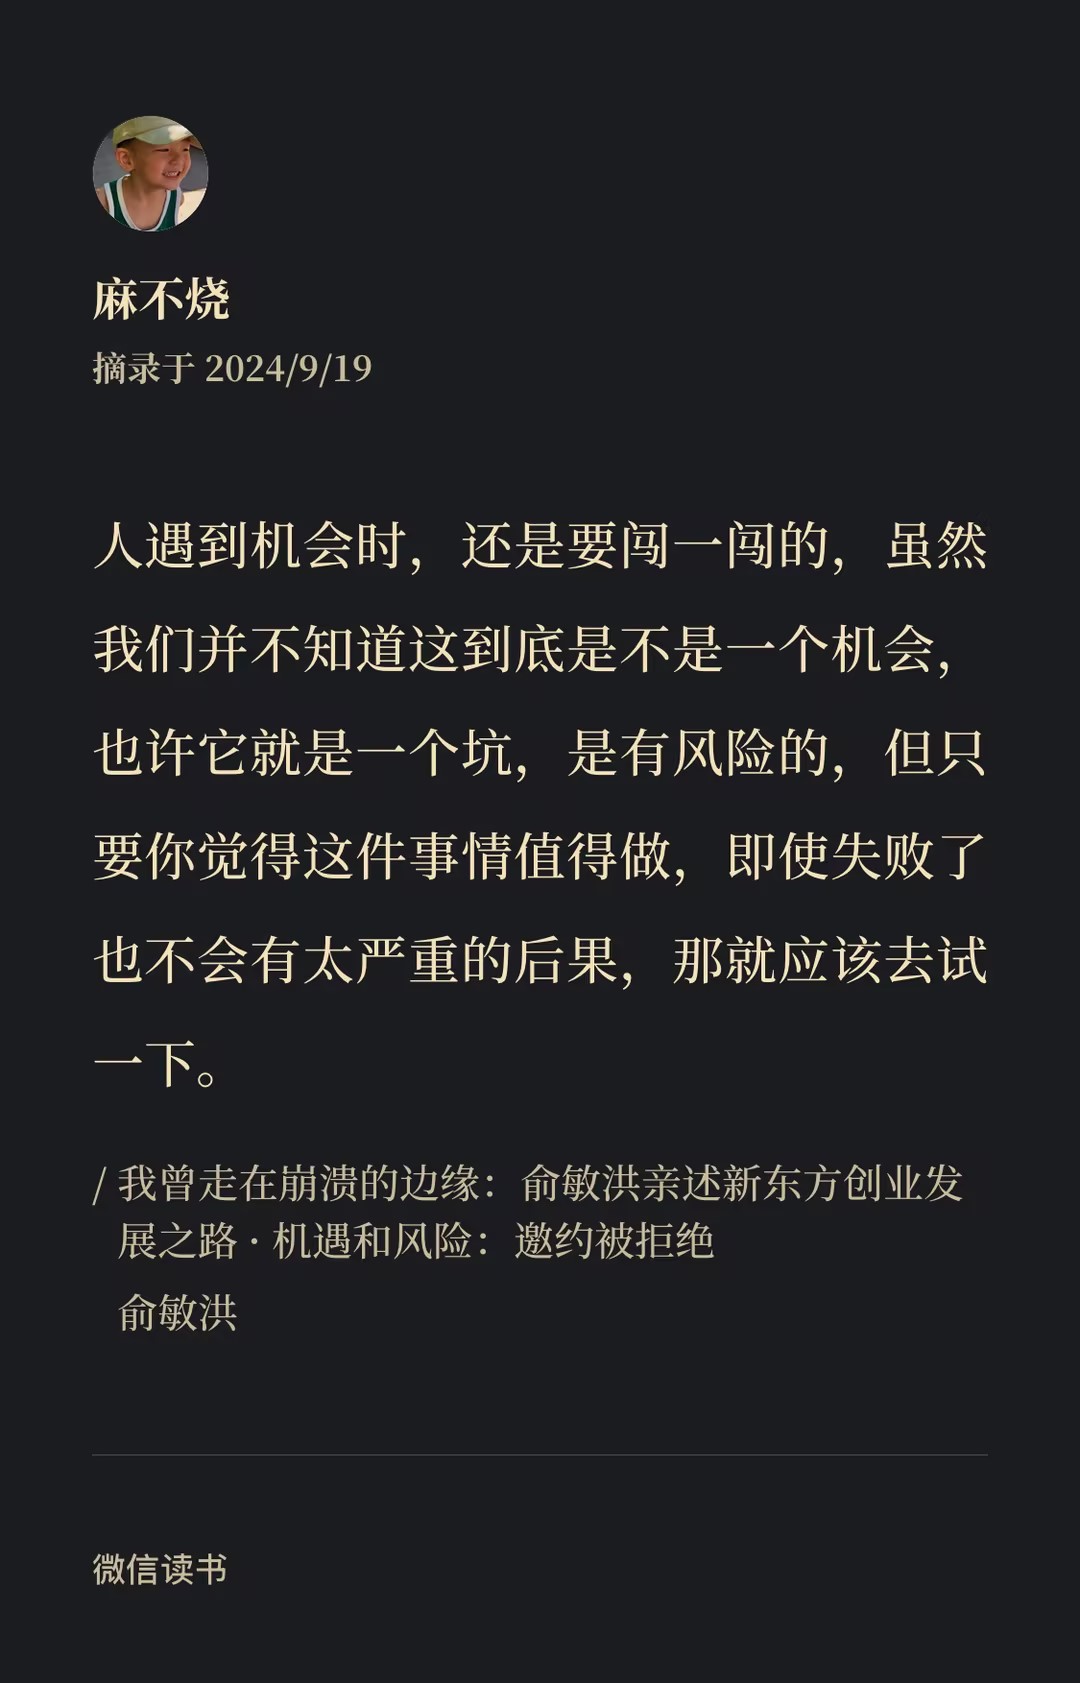 麻不烧
摘录于 2024/9/19
人遇到机会时，还是要闯一闯的，虽然
我们并不知道这到底是不是一个机会，
也许它就是一个坑，是有风险的，但只
要你觉得这件事情值得做，即使失败了
也不会有太严重的后果，那就应该去试
一下。
/ 我曾走在崩溃的边缘：俞敏洪亲述新东方创业发
展之路 · 机遇和风险：邀约被拒绝
俞敏洪
微信读书